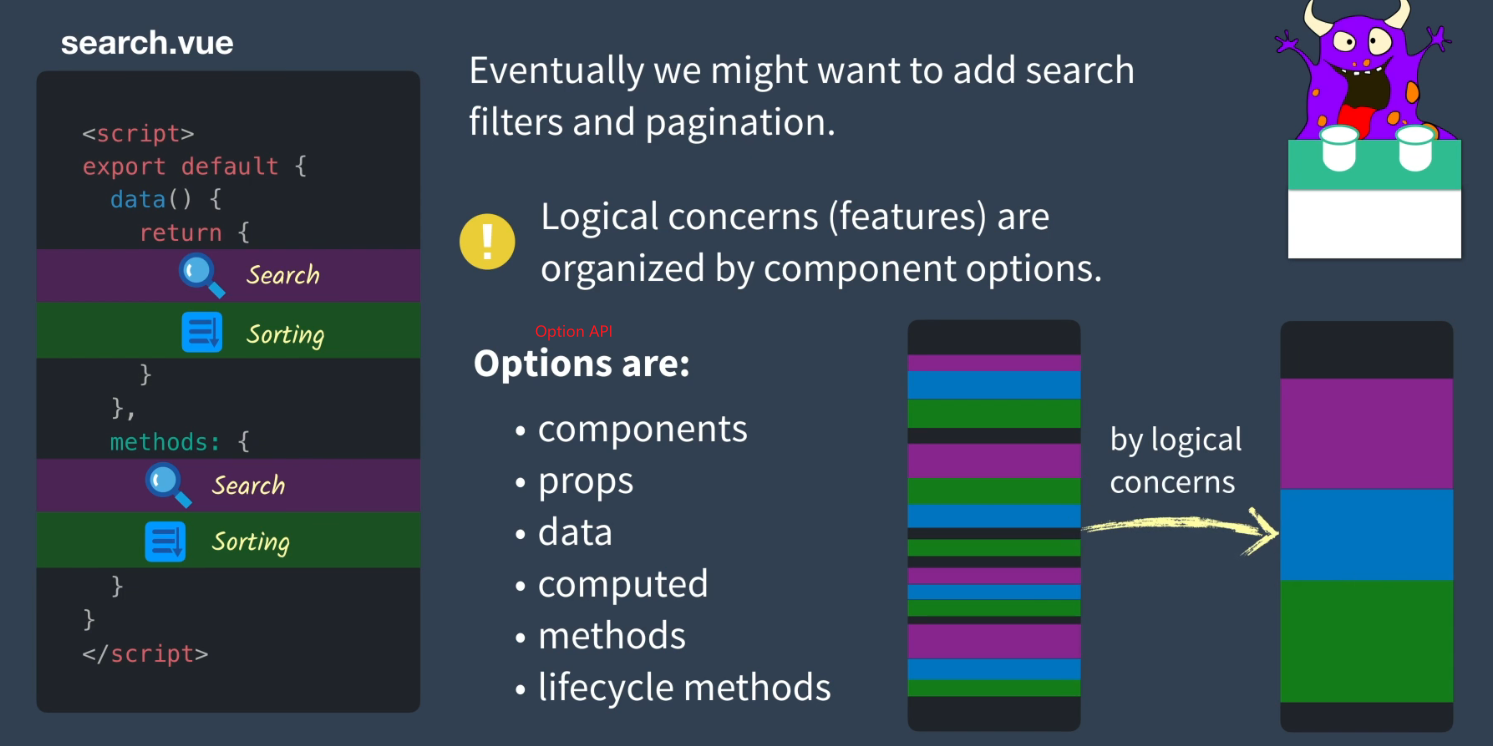 search.vue
<script>
export default {
data() {
return {
Search
Sorting
}
},
methods: {
Search
Sorting
}
}
</script>
Eventually we might want to add search
filters and pagination.
!
Logical concerns (features) are
organized by component options.
Option API
Options are:
• components
• props
• data
• computed
• methods
• lifecycle methods
by logical
concerns